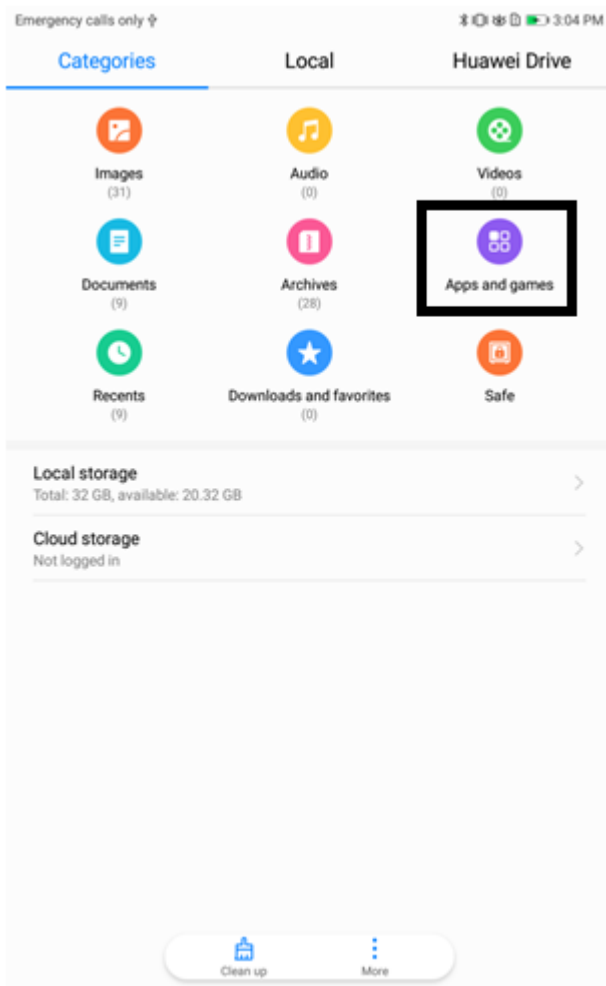 Emergency calls only 3:04 PM
Categories Local Huawei Drive
Images Audio Videos
(31) (0) (0)
Documents Archives Apps and games
(9) (28)
Recents Downloads and favorites Safe
(9) (0)
Local storage
Total: 32 GB, available: 20.32 GB
Cloud storage
Not logged in
Clean up More